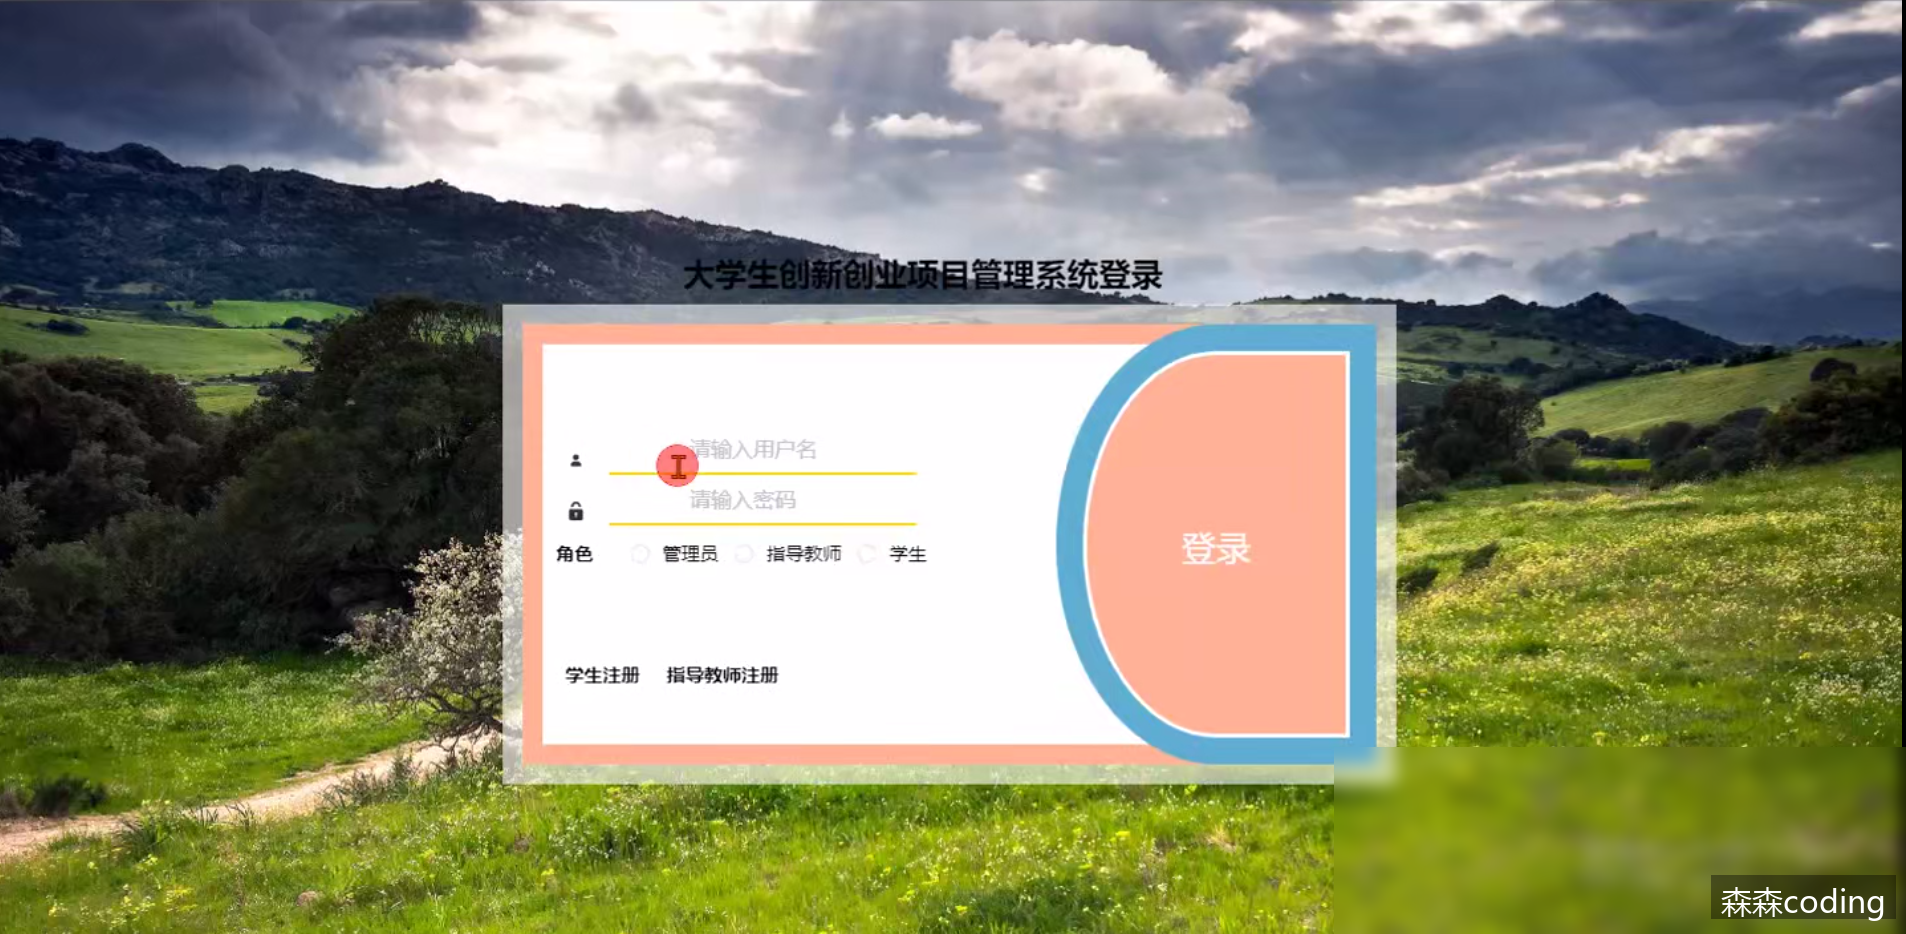 大学生创新创业项目管理系统登录
请输入用户名
请输入密码
角色 管理员 指导教师 学生
登录
学生注册 指导教师注册
森森coding